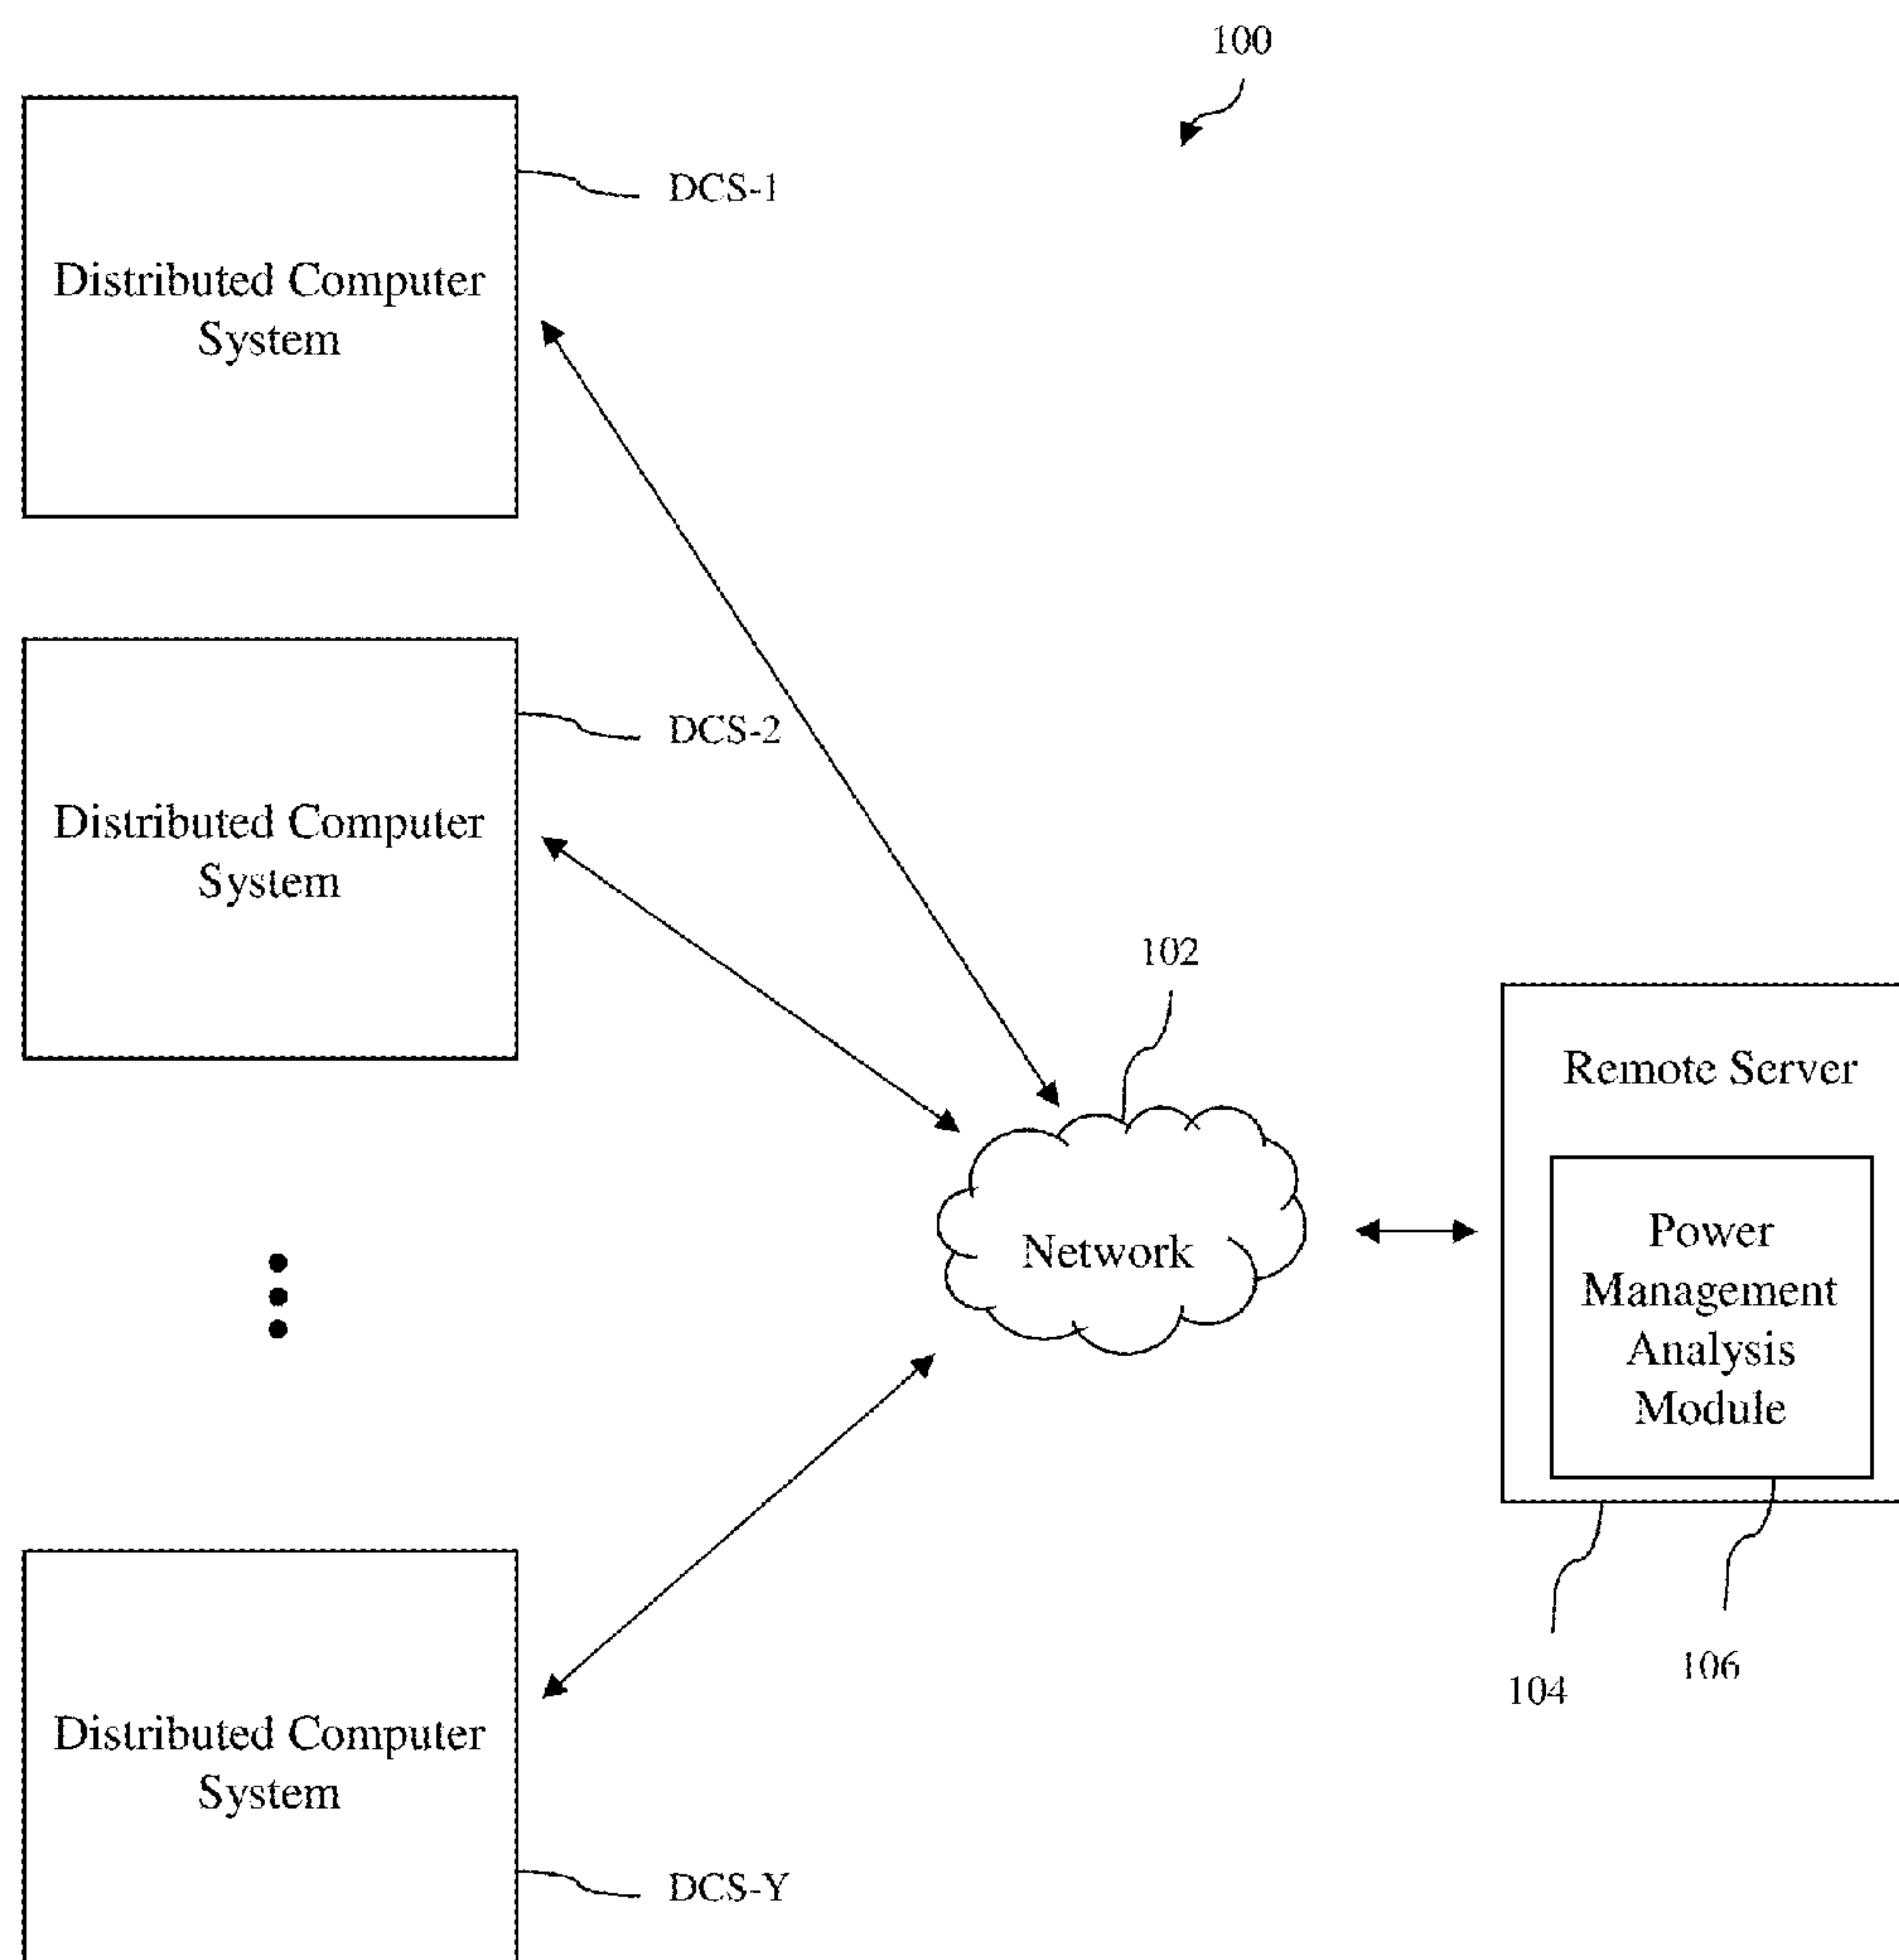 100
DCS-1
Distributed Computer
System
DCS-2
Distributed Computer
System
102
Remote Server
Network
Power
Management
Analysis
Module
104
106
Distributed Computer
System
DCS-Y